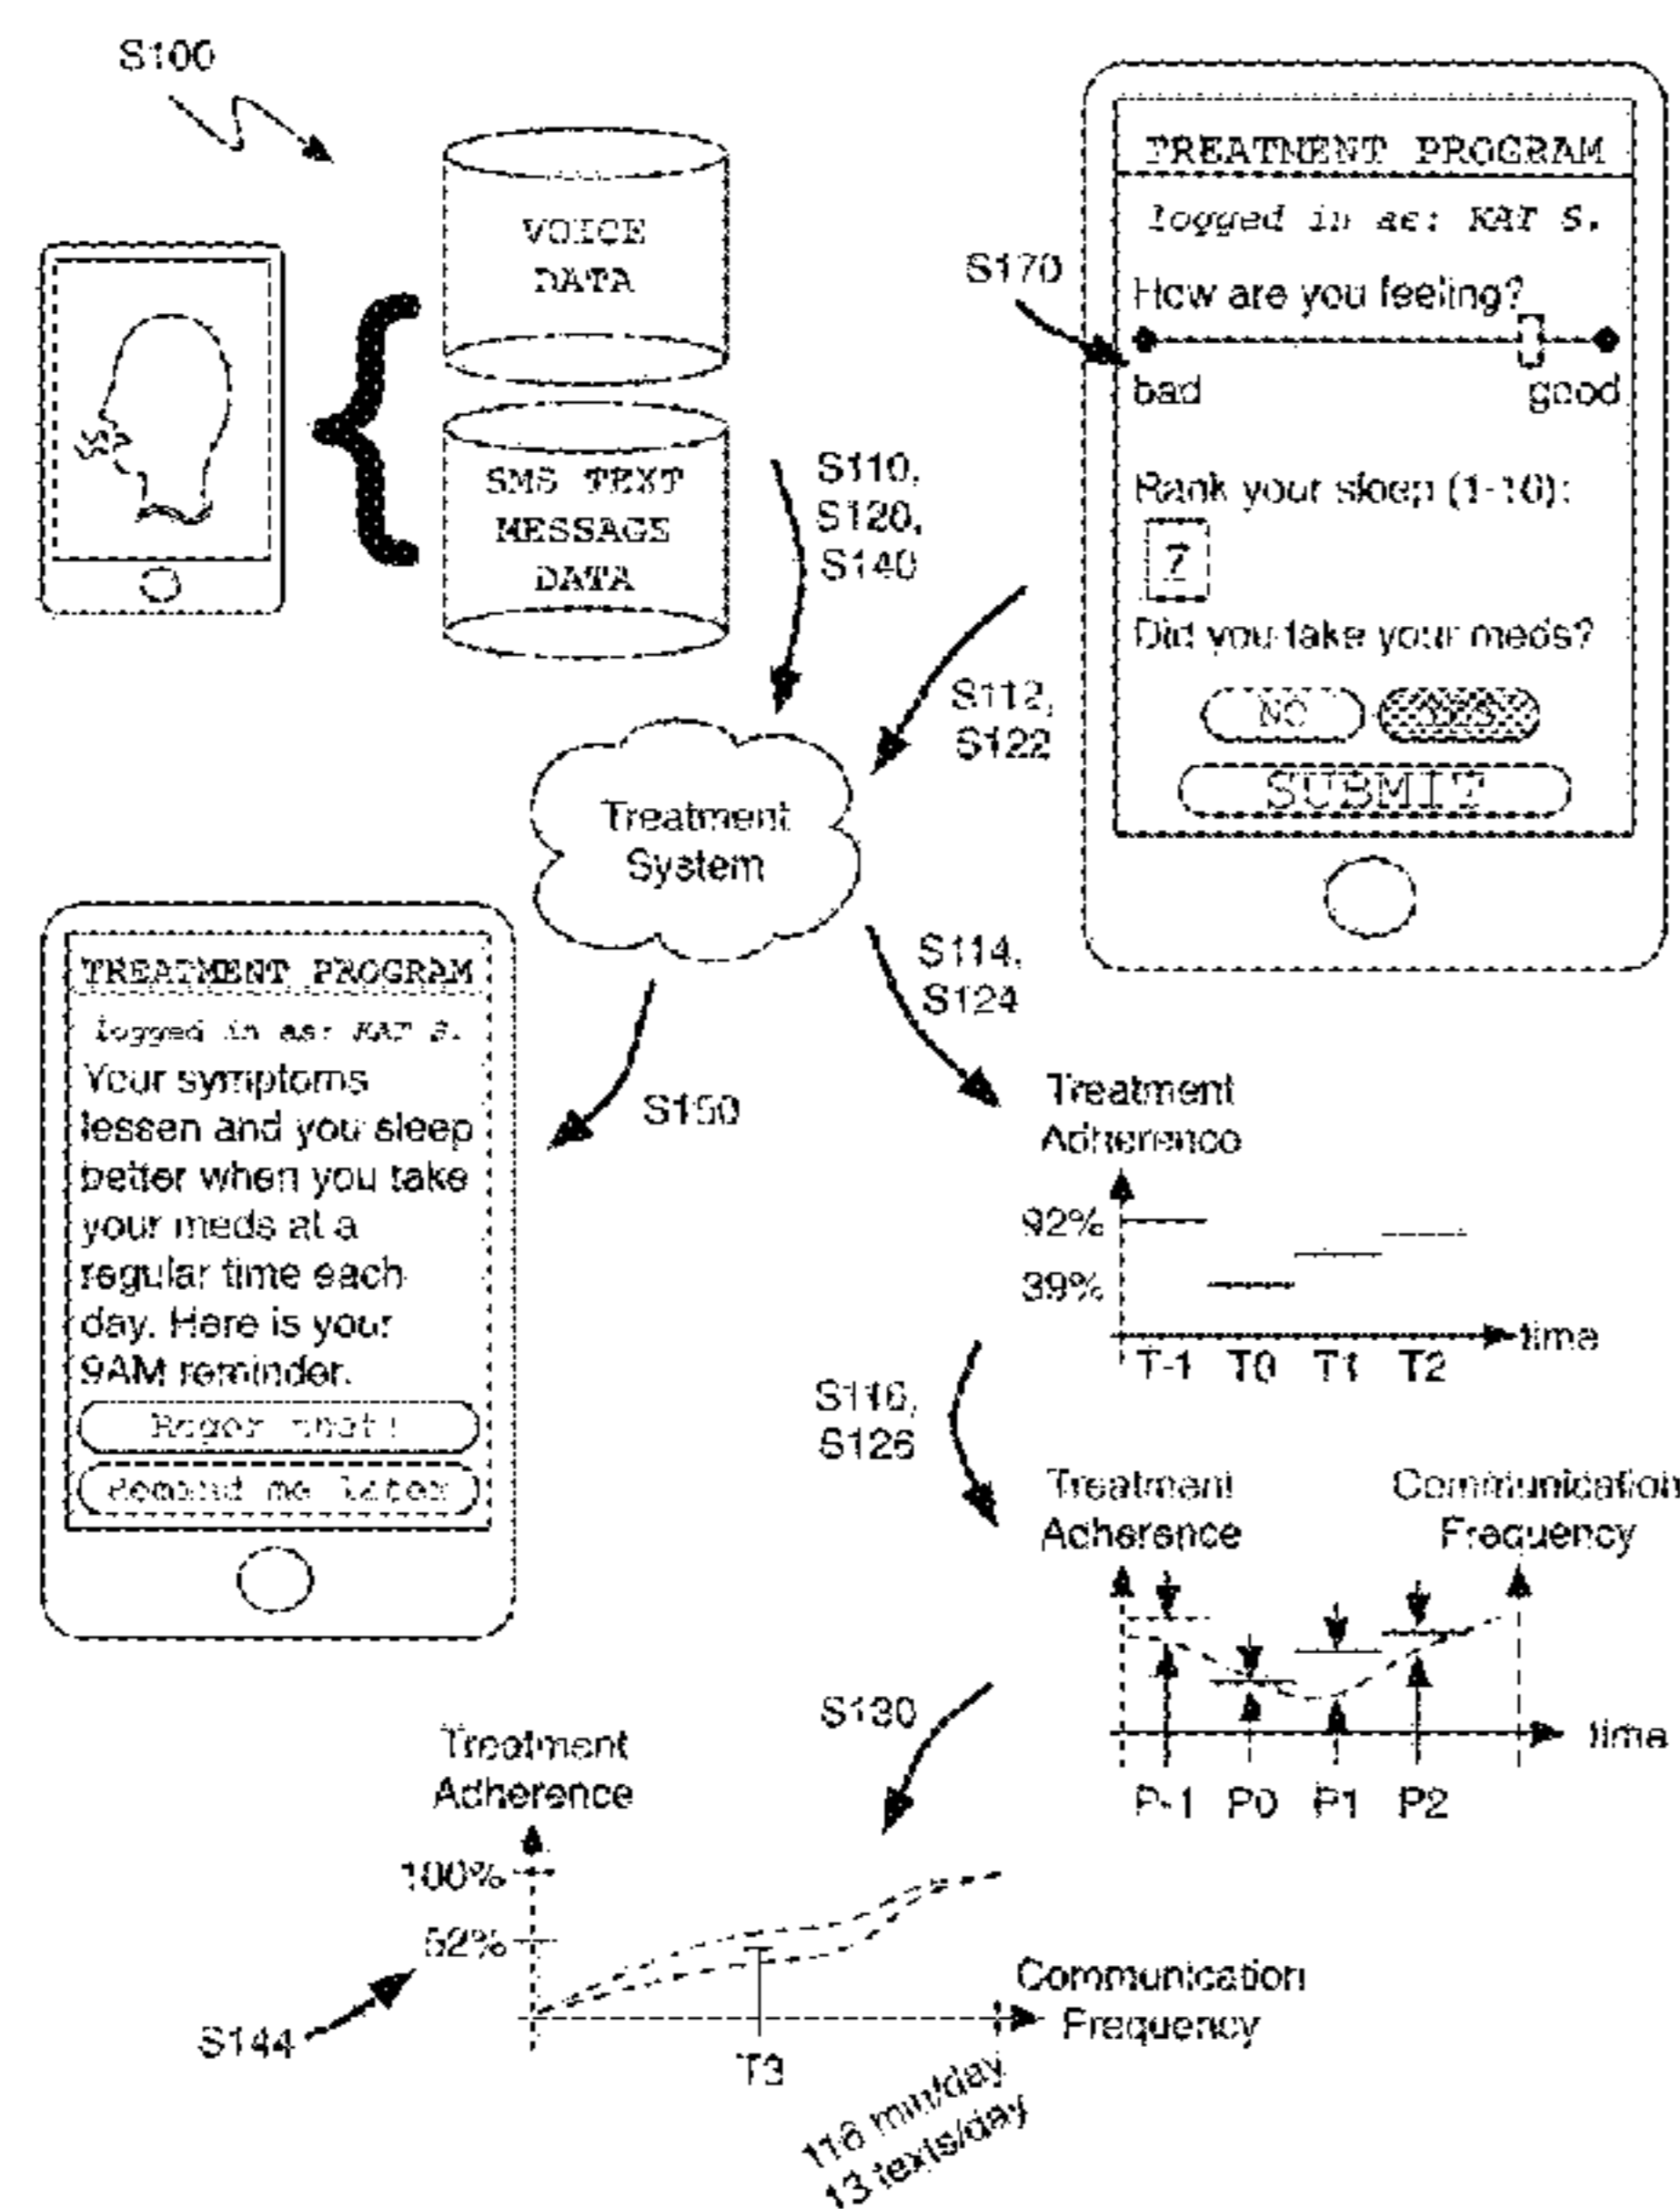 S100
VOICE
DATA
SMS TEXT
MESSAGE
DATA
S110,
S120,
S140
TREATMENT PROGRAM
logged in as: KAT S.
S170
How are you feeling?
bad
good
Rank your sleep (1-10):
7
Did you take your meds?
NO
YES
SUBMIT
S112,
S122
Treatment
System
S114,
S124
TREATMENT PROGRAM
logged in as: KAT S.
Your symptoms
lessen and you sleep
better when you take
your meds at a
regular time each
day. Here is your
9AM reminder.
Roger that!
Remind me later
S150
Treatment
Adherence
92%
39%
time
T-1 T0 T1 T2
S116,
S126
Treatment
Adherence
Communication
Frequency
time
P-1 P0 P1 P2
S130
Treatment
Adherence
100%
52%
S144
Communication
Frequency
T3
116 min/day
13 texts/day